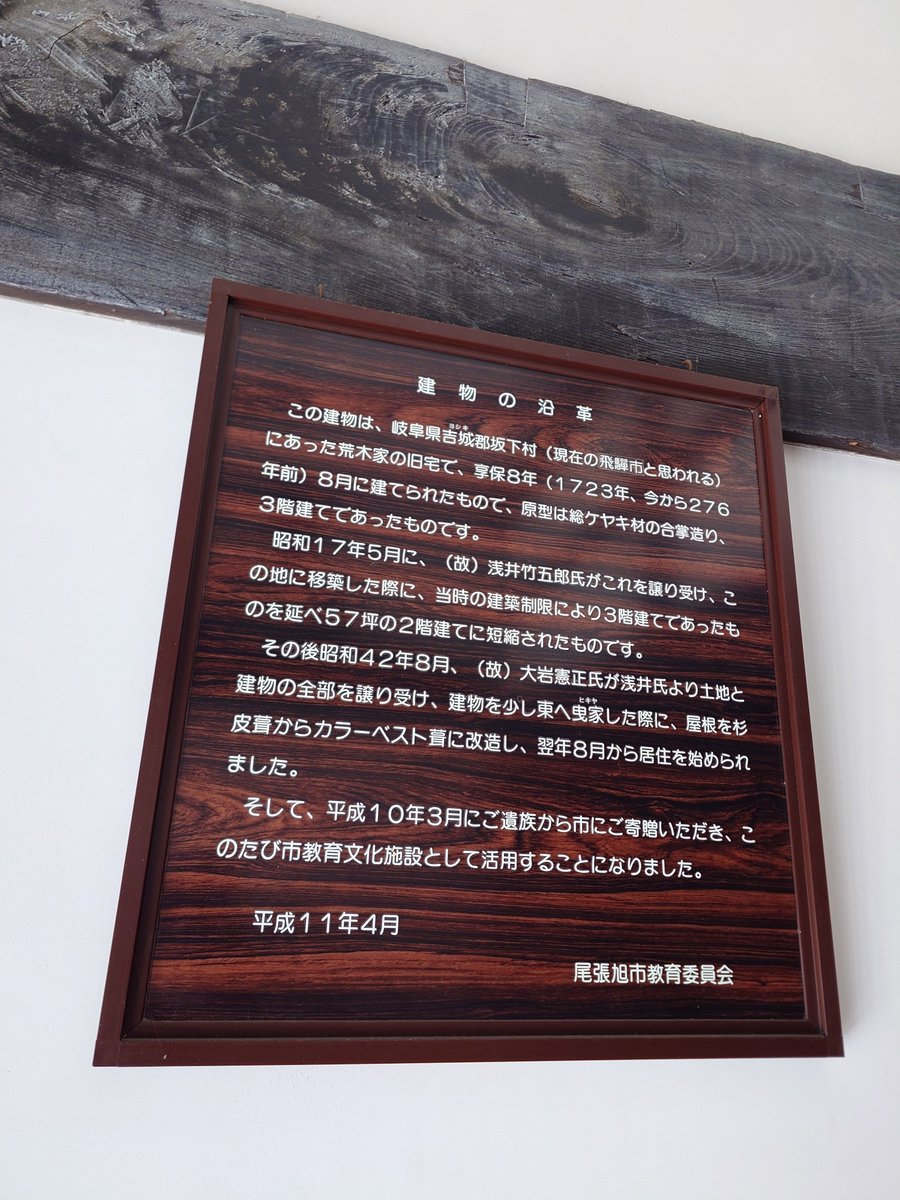 建物の沿革
この建物は、岐阜県吉城郡坂下村（現在の飛驒市と思われる）
ヨシキ
にあった荒木家の旧宅で、享保８年（１７２３年、今から２７６
年前）８月に建てられたもので、原型は総ケヤキ材の合掌造り、
３階建てであったものです。
昭和１７年５月に、（故）浅井竹五郎氏がこれを譲り受け、こ
の地に移築した際に、当時の建築制限により３階建てであったも
のを延べ５７坪の２階建てに短縮されたものです。
その後昭和４２年８月、（故）大岩憲正氏が浅井氏より土地と
建物の全部を譲り受け、建物を少し東へ曳家した際に、屋根を杉
ヒキヤ
皮葺からカラーベスト葺に改造し、翌年８月から居住を始められ
ました。
そして、平成１０年３月にご遺族から市にご寄贈いただき、こ
のたび市教育文化施設として活用することになりました。
平成１１年４月
尾張旭市教育委員会